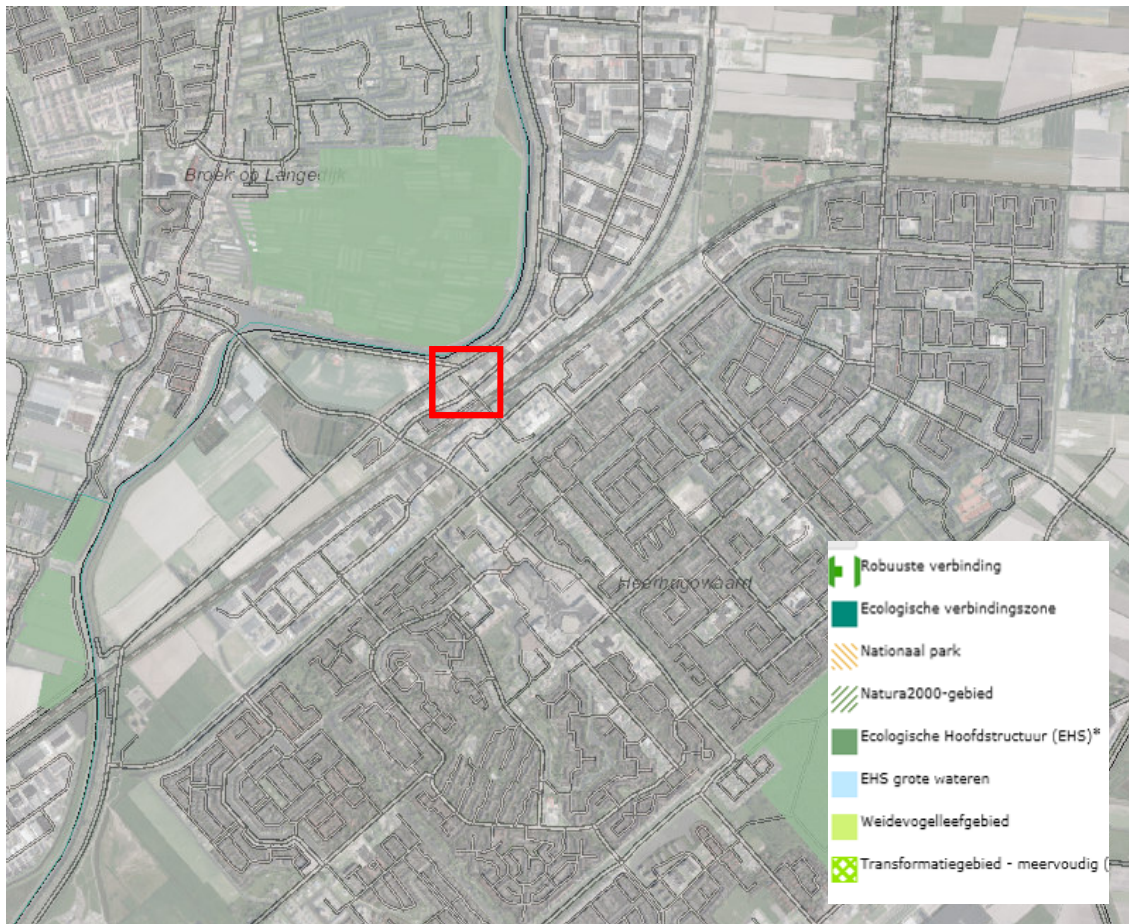 Broek op Langedijk
Heerhugowaard
Robuuste verbinding
Ecologische verbindingszone
Nationaal park
Natura2000-gebied
Ecologische Hoofdstructuur (EHS)*
EHS grote wateren
Weidevogelleefgebied
Transformatiegebied - meervoudig (